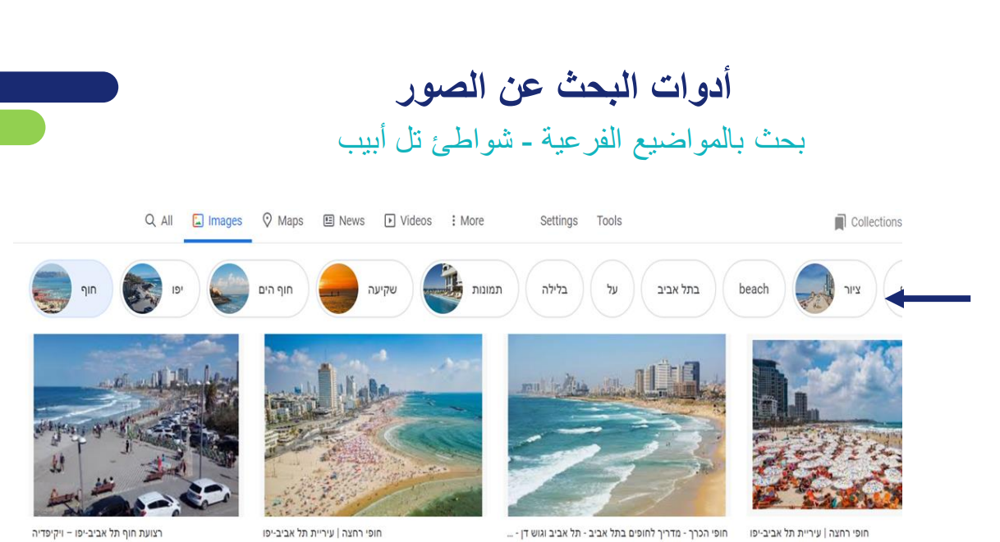 أدوات البحث عن الصور
بحث بالمواضيع الفرعية - شواطئ تل أبيب
All Images Maps News Videos More Settings Tools Collections
חוף יפו חוף הים שקיעה תמונות בלילה על בתל אביב beach ציור
רצועת חוף תל אביב-יפו – ויקיפדיה
חופי רחצה | עיריית תל אביב-יפו
חופי הכרך - מדריך לחופים בתל אביב - תל אביב וגוש דן - ...
חופי רחצה | עיריית תל אביב-יפו